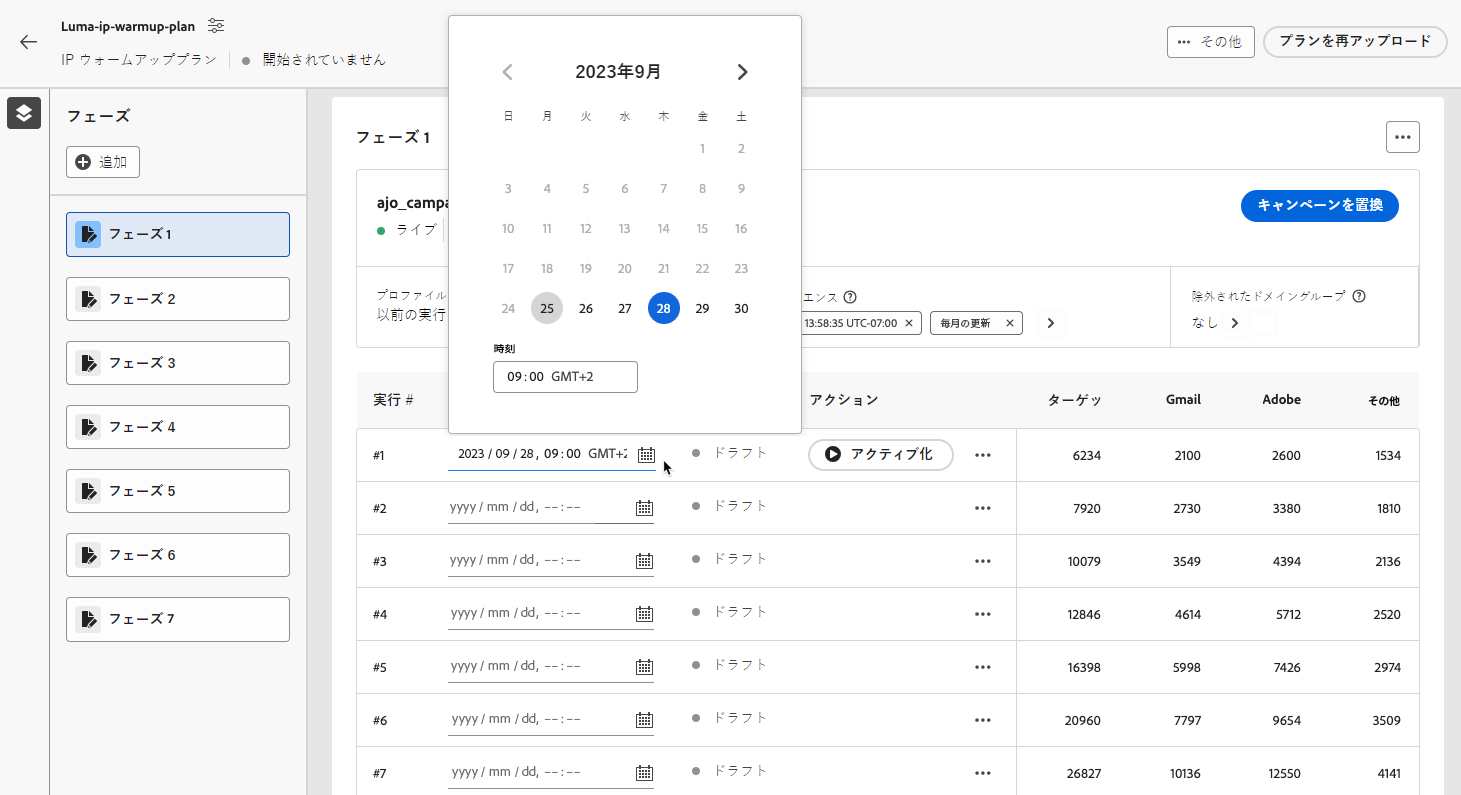 Luma-ip-warmup-plan
IP ウォームアッププラン
開始されていません
その他
プランを再アップロード
フェーズ
追加
フェーズ 1
フェーズ 2
フェーズ 3
フェーズ 4
フェーズ 5
フェーズ 6
フェーズ 7
フェーズ 1
ajo_campa
ライブ
キャンペーンを置換
プロファイル
以前の実行
エンス
13:58:35 UTC-07:00
毎月の更新
除外されたドメイングループ
なし
2023年9月
日 月 火 水 木 金 土
1 2
3 4 5 6 7 8 9
10 11 12 13 14 15 16
17 18 19 20 21 22 23
24 25 26 27 28 29 30
時刻
09:00 GMT+2
実行 # アクション ターゲッ Gmail Adobe その他
#1 2023 / 09 / 28, 09:00 GMT+2 ドラフト アクティブ化 6234 2100 2600 1534
#2 yyyy / mm / dd, --:-- ドラフト 7920 2730 3380 1810
#3 yyyy / mm / dd, --:-- ドラフト 10079 3549 4394 2136
#4 yyyy / mm / dd, --:-- ドラフト 12846 4614 5712 2520
#5 yyyy / mm / dd, --:-- ドラフト 16398 5998 7426 2974
#6 yyyy / mm / dd, --:-- ドラフト 20960 7797 9654 3509
#7 yyyy / mm / dd, --:-- ドラフト 26827 10136 12550 4141